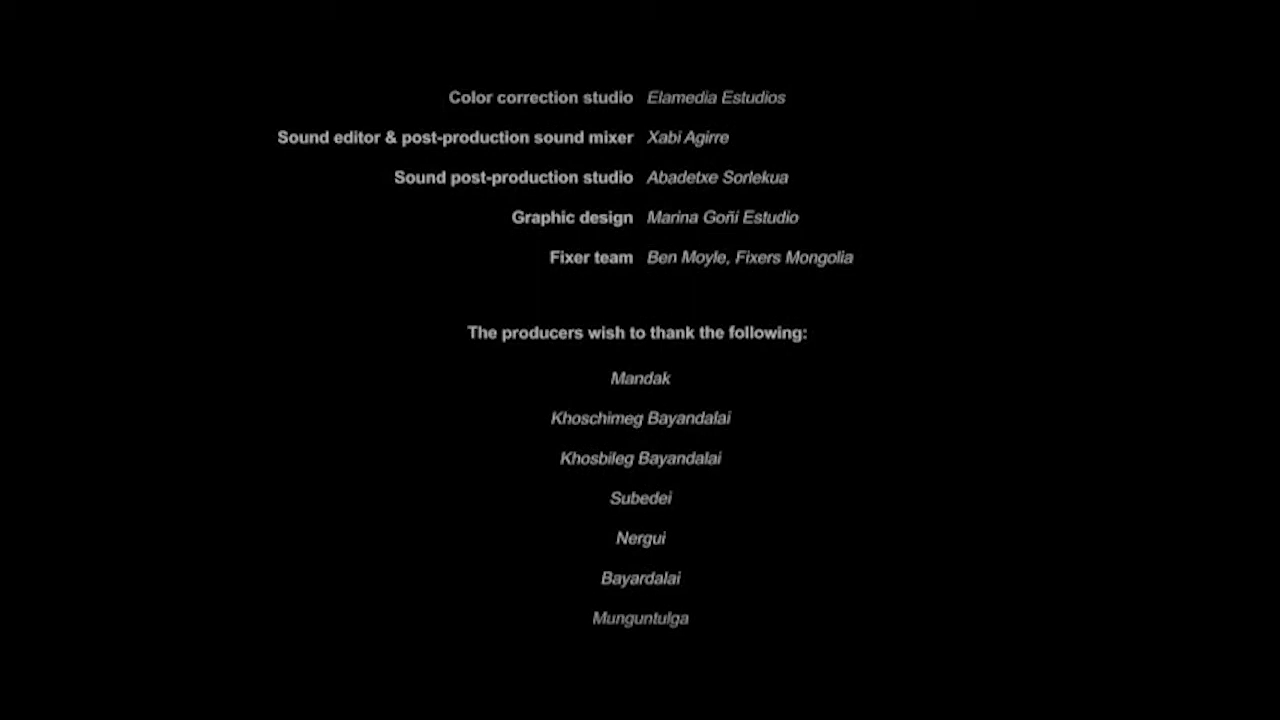 Color correction studio Elamedia Estudios
Sound editor & post-production sound mixer Xabi Agirre
Sound post-production studio Abadetxe Sorlekua
Graphic design Marina Goñi Estudio
Fixer team Ben Moyle, Fixers Mongolia
The producers wish to thank the following:
Mandak
Khoschimeg Bayandalai
Khosbileg Bayandalai
Subedei
Nergui
Bayardalai
Munguntulga